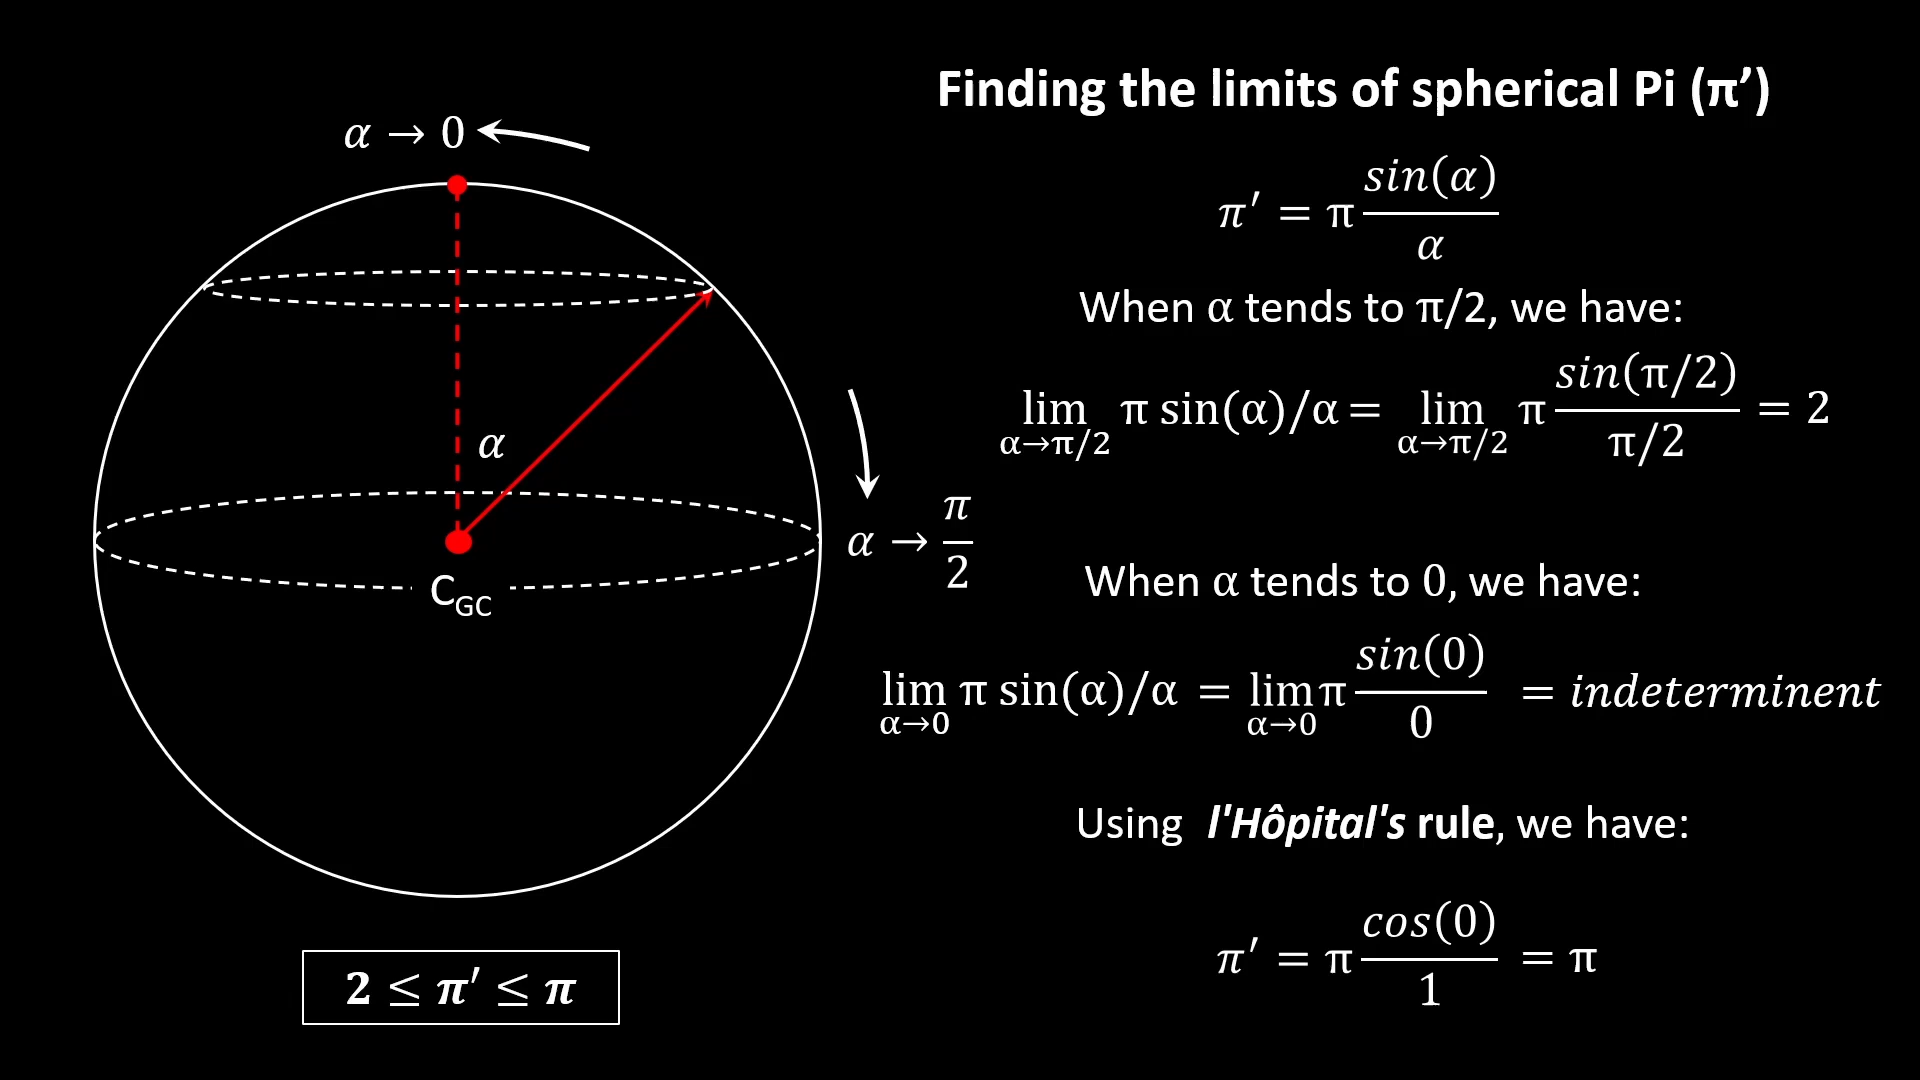 Finding the limits of spherical Pi (π’)
α → 0
π′ = π sin(α)/α
When α tends to π/2, we have:
lim α→π/2 π sin(α)/α = lim α→π/2 π sin(π/2)/π/2 = 2
α
α → π/2
C_GC
When α tends to 0, we have:
lim α→0 π sin(α)/α = lim α→0 π sin(0)/0 = indeterminent
Using l'Hôpital's rule, we have:
π′ = π cos(0)/1 = π
2 ≤ π′ ≤ π